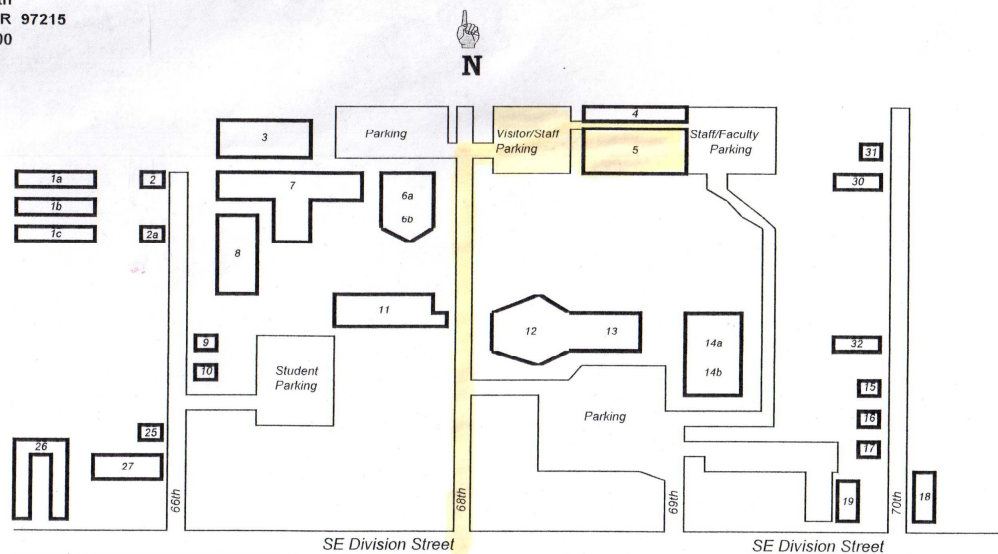 R 97215
00
N
4
3
Parking
Visitor/Staff
Parking
5
Staff/Faculty
Parking
31
1a
2
7
6a
6b
30
1b
1c
2a
8
11
12
13
14a
14b
9
10
Student
Parking
32
15
16
17
Parking
25
26
27
66th
68th
69th
19
70th
18
SE Division Street
SE Division Street